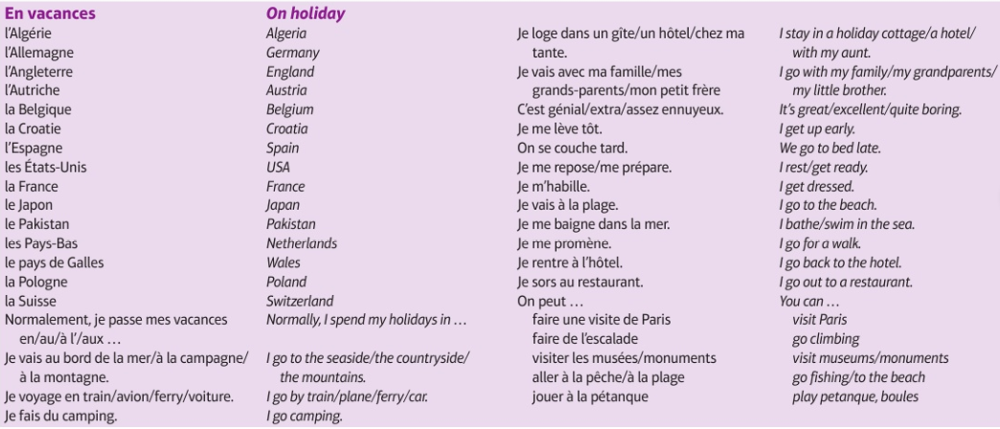 En vacances
On holiday
l'Algérie
Algeria
l'Allemagne
Germany
l'Angleterre
England
l'Autriche
Austria
la Belgique
Belgium
la Croatie
Croatia
l'Espagne
Spain
les États-Unis
USA
la France
France
le Japon
Japan
le Pakistan
Pakistan
les Pays-Bas
Netherlands
le pays de Galles
Wales
la Pologne
Poland
la Suisse
Switzerland
Normalement, je passe mes vacances
en/au/à l'/aux …
Normally, I spend my holidays in …
Je vais au bord de la mer/à la campagne/
à la montagne.
I go to the seaside/the countryside/
the mountains.
Je voyage en train/avion/ferry/voiture.
I go by train/plane/ferry/car.
Je fais du camping.
I go camping.
Je loge dans un gîte/un hôtel/chez ma
tante.
I stay in a holiday cottage/a hotel/
with my aunt.
Je vais avec ma famille/mes
grands-parents/mon petit frère
I go with my family/my grandparents/
my little brother.
C'est génial/extra/assez ennuyeux.
It's great/excellent/quite boring.
Je me lève tôt.
I get up early.
On se couche tard.
We go to bed late.
Je me repose/me prépare.
I rest/get ready.
Je m'habille.
I get dressed.
Je vais à la plage.
I go to the beach.
Je me baigne dans la mer.
I bathe/swim in the sea.
Je me promène.
I go for a walk.
Je rentre à l'hôtel.
I go back to the hotel.
Je sors au restaurant.
I go out to a restaurant.
On peut …
You can …
faire une visite de Paris
visit Paris
faire de l'escalade
go climbing
visiter les musées/monuments
visit museums/monuments
aller à la pêche/à la plage
go fishing/to the beach
jouer à la pétanque
play petanque, boules